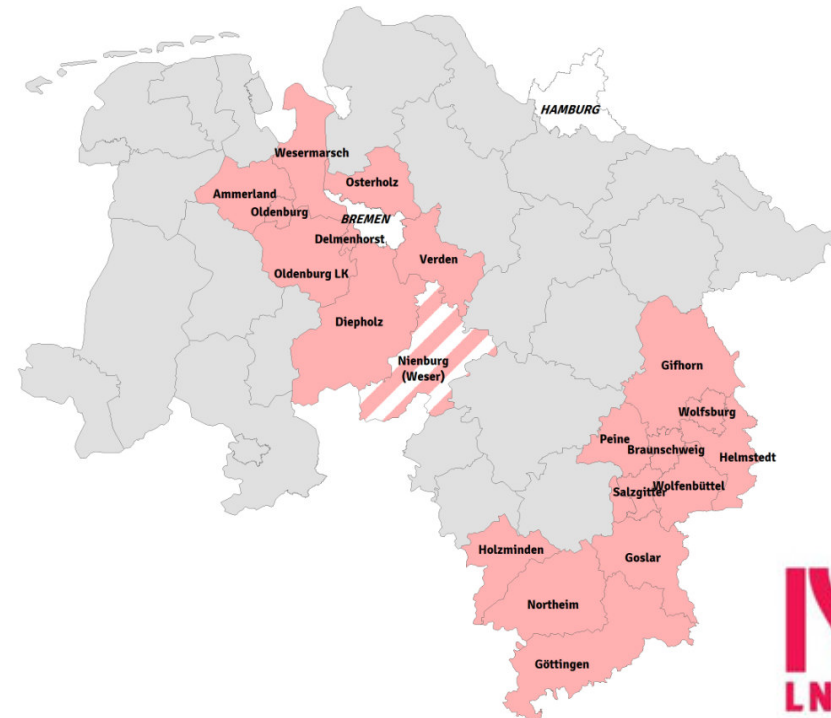 HAMBURG
Wesermarsch
Osterholz
Ammerland
Oldenburg
BREMEN
Delmenhorst
Verden
Oldenburg LK
Diepholz
Nienburg
(Weser)
Gifhorn
Wolfsburg
Peine
Braunschweig
Helmstedt
Salzgitter
Wolfenbüttel
Holzminden
Goslar
Northeim
Göttingen
LN